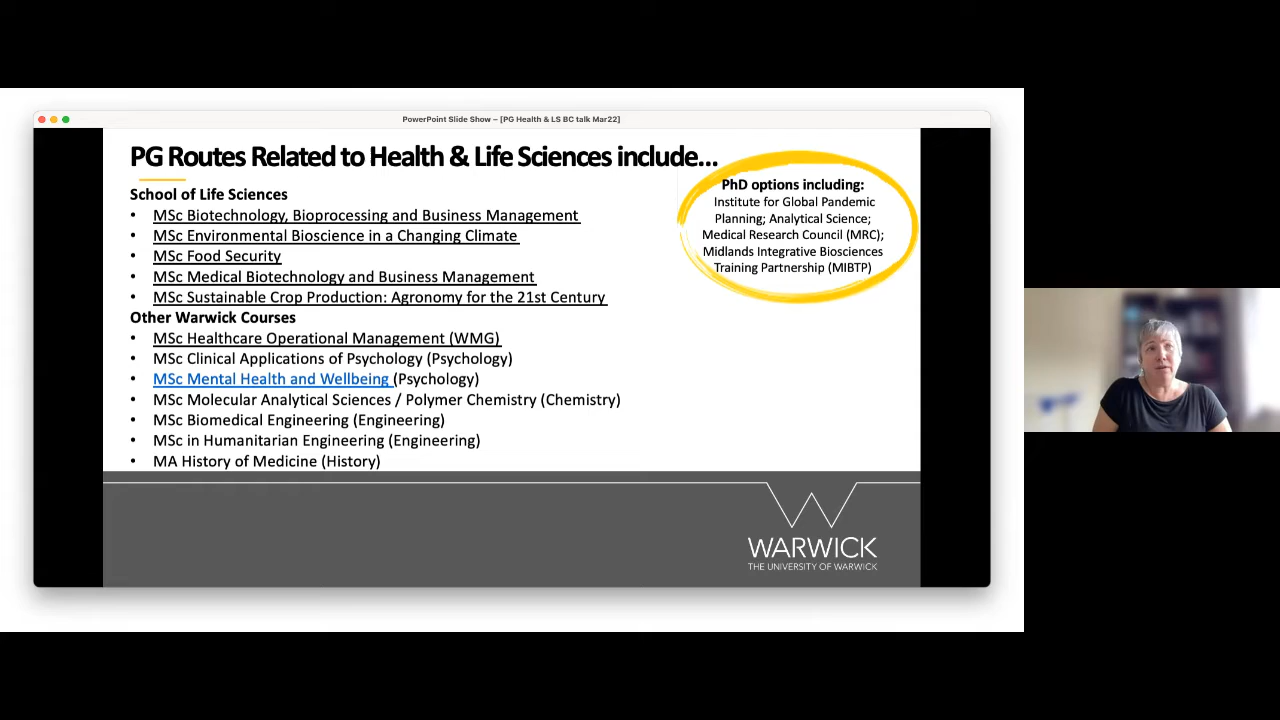 PowerPoint Slide Show – [PG Health & LS BC talk Mar22]
PG Routes Related to Health & Life Sciences include...
School of Life Sciences
• MSc Biotechnology, Bioprocessing and Business Management
• MSc Environmental Bioscience in a Changing Climate
• MSc Food Security
• MSc Medical Biotechnology and Business Management
• MSc Sustainable Crop Production: Agronomy for the 21st Century
Other Warwick Courses
• MSc Healthcare Operational Management (WMG)
• MSc Clinical Applications of Psychology (Psychology)
• MSc Mental Health and Wellbeing (Psychology)
• MSc Molecular Analytical Sciences / Polymer Chemistry (Chemistry)
• MSc Biomedical Engineering (Engineering)
• MSc in Humanitarian Engineering (Engineering)
• MA History of Medicine (History)
PhD options including:
Institute for Global Pandemic
Planning; Analytical Science;
Medical Research Council (MRC);
Midlands Integrative Biosciences
Training Partnership (MIBTP)
WARWICK
THE UNIVERSITY OF WARWICK